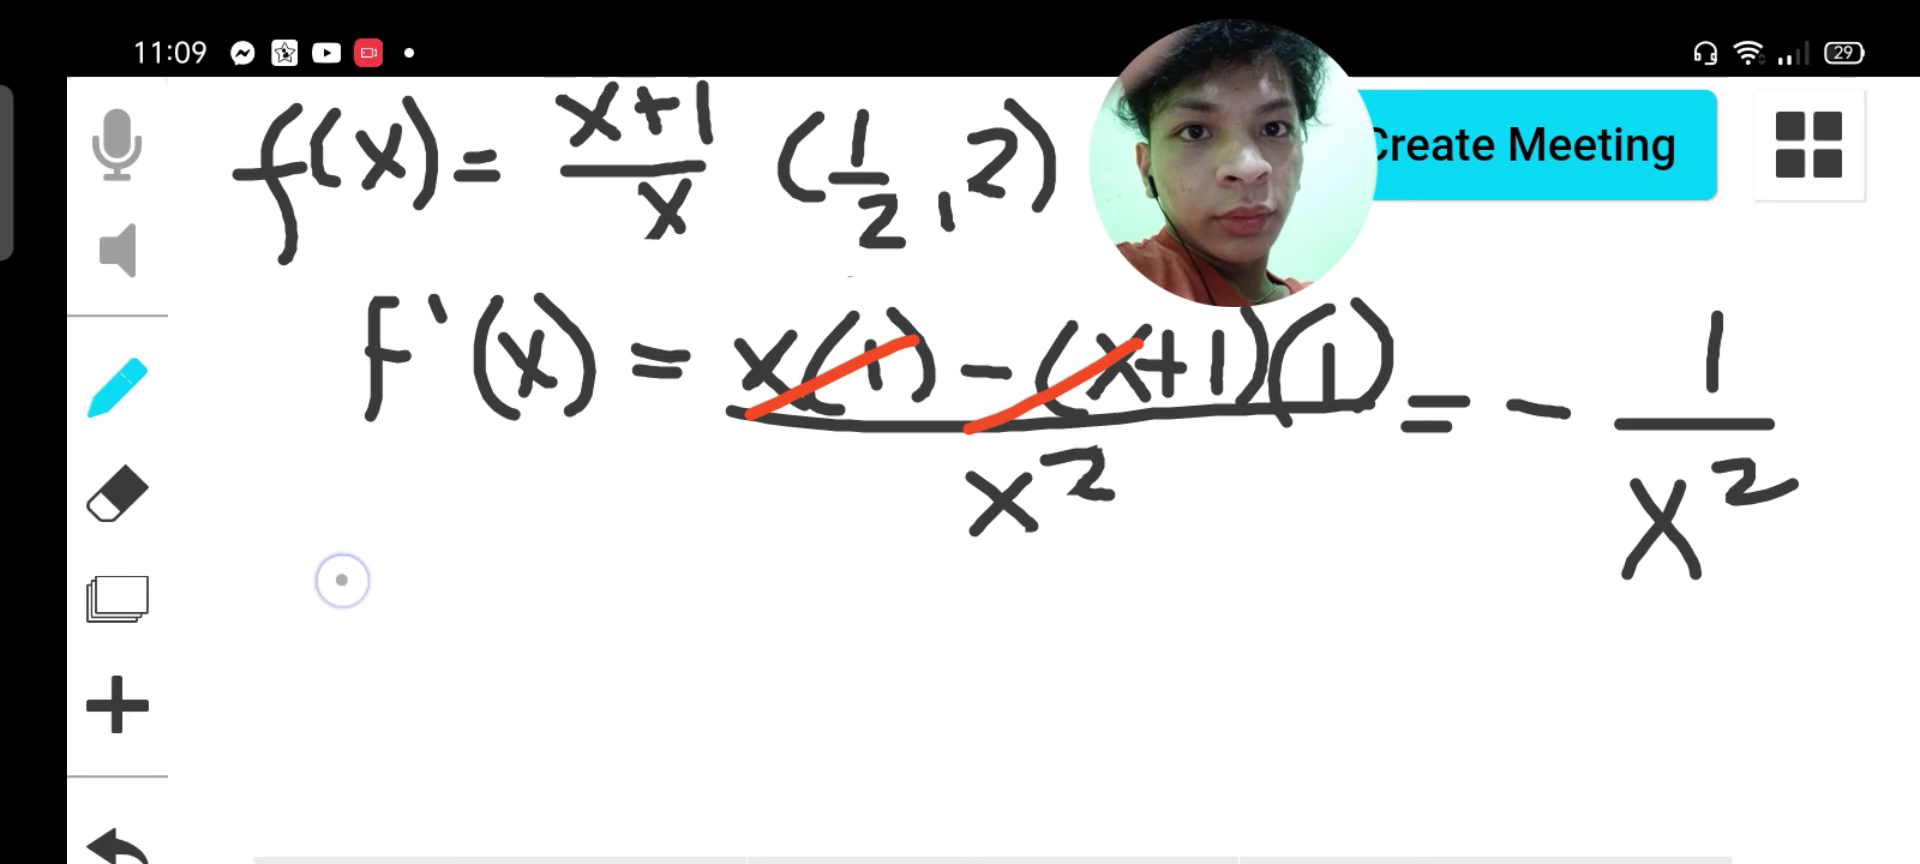 11:09 29
f(x) = x+1/x (1/2, 2)
Create Meeting
F'(x) = x(1) - (x+1)(1)/x² = - 1/x²